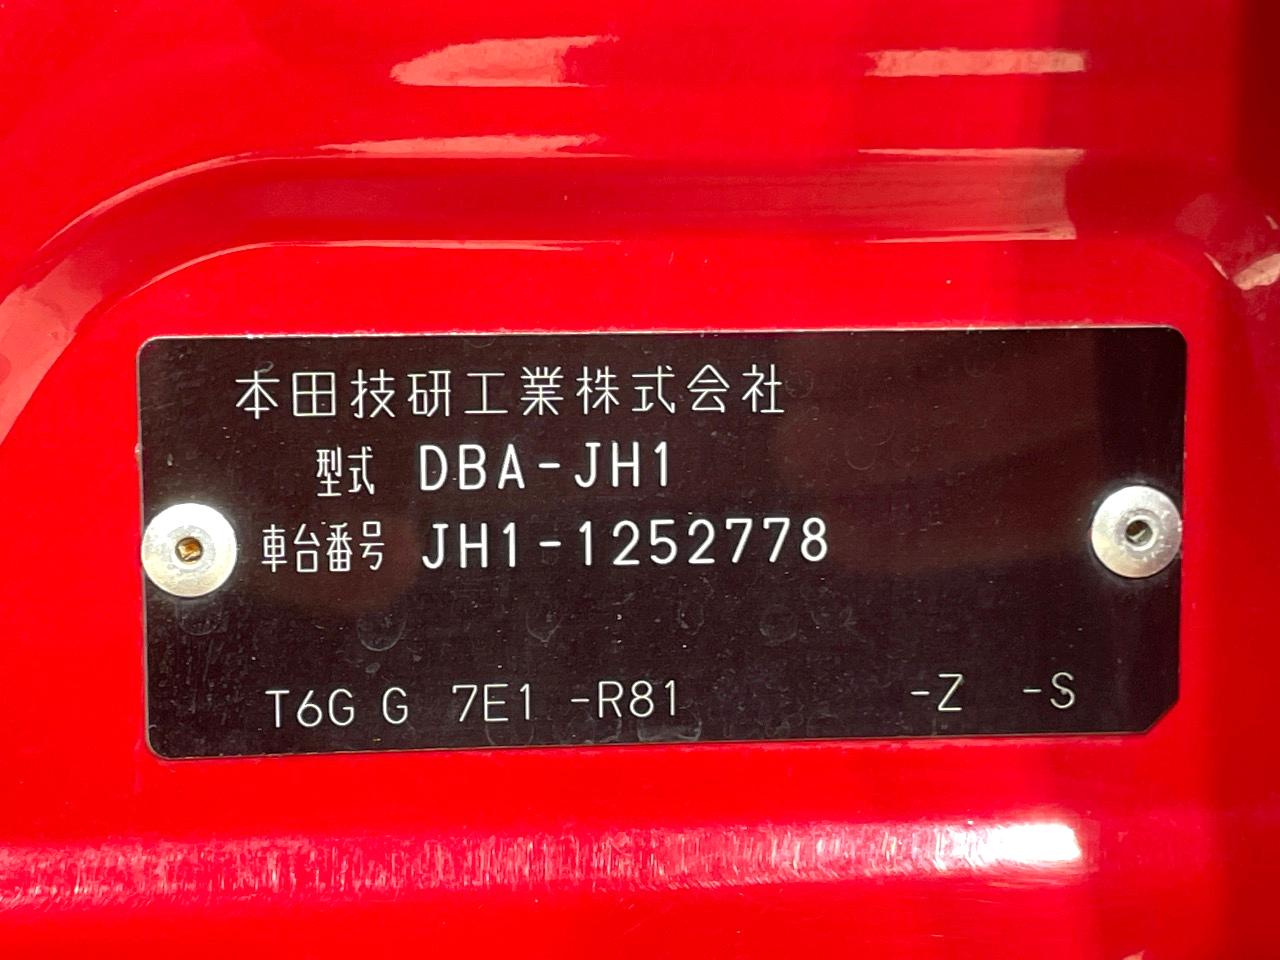 本田技研工業株式会社
型式 DBA-JH1
車台番号 JH1-1252778
T6G G 7E1 -R81 -Z -S